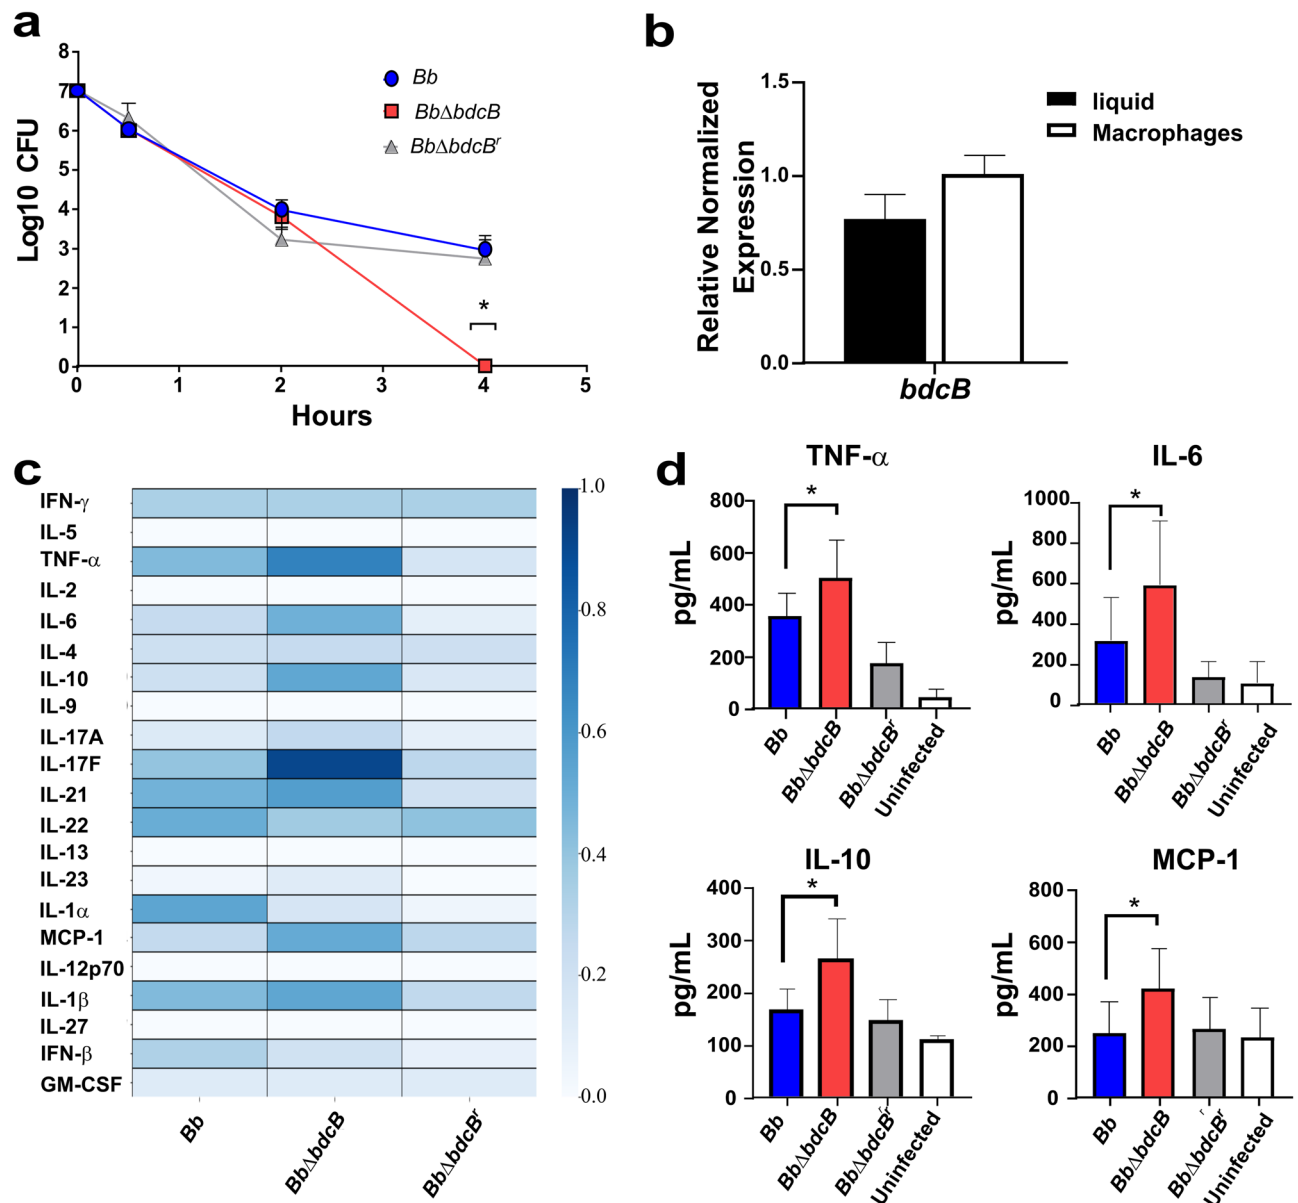 a
8
7
6
5
4
3
2
1
0
Log10 CFU
0 1 2 3 4 5
Hours
Bb
BbΔbdcB
BbΔbdcBʳ
*
b
1.5
1.0
0.5
0.0
Relative Normalized
Expression
bdcB
liquid
Macrophages
c
IFN-γ
IL-5
TNF-α
IL-2
IL-6
IL-4
IL-10
IL-9
IL-17A
IL-17F
IL-21
IL-22
IL-13
IL-23
IL-1α
MCP-1
IL-12p70
IL-1β
IL-27
IFN-β
GM-CSF
Bb
BbΔbdcB
BbΔbdcBʳ
1.0
0.8
0.6
0.4
0.2
0.0
d
TNF-α
800
600
400
200
0
pg/mL
*
Bb
BbΔbdcB
BbΔbdcBʳ
Uninfected
IL-6
1000
800
600
400
200
0
pg/mL
*
Bb
BbΔbdcB
BbΔbdcBʳ
Uninfected
IL-10
400
300
200
100
0
pg/mL
*
Bb
BbΔbdcB
BbΔbdcBʳ
Uninfected
MCP-1
800
600
400
200
0
pg/mL
*
Bb
BbΔbdcB
BbΔbdcBʳ
Uninfected